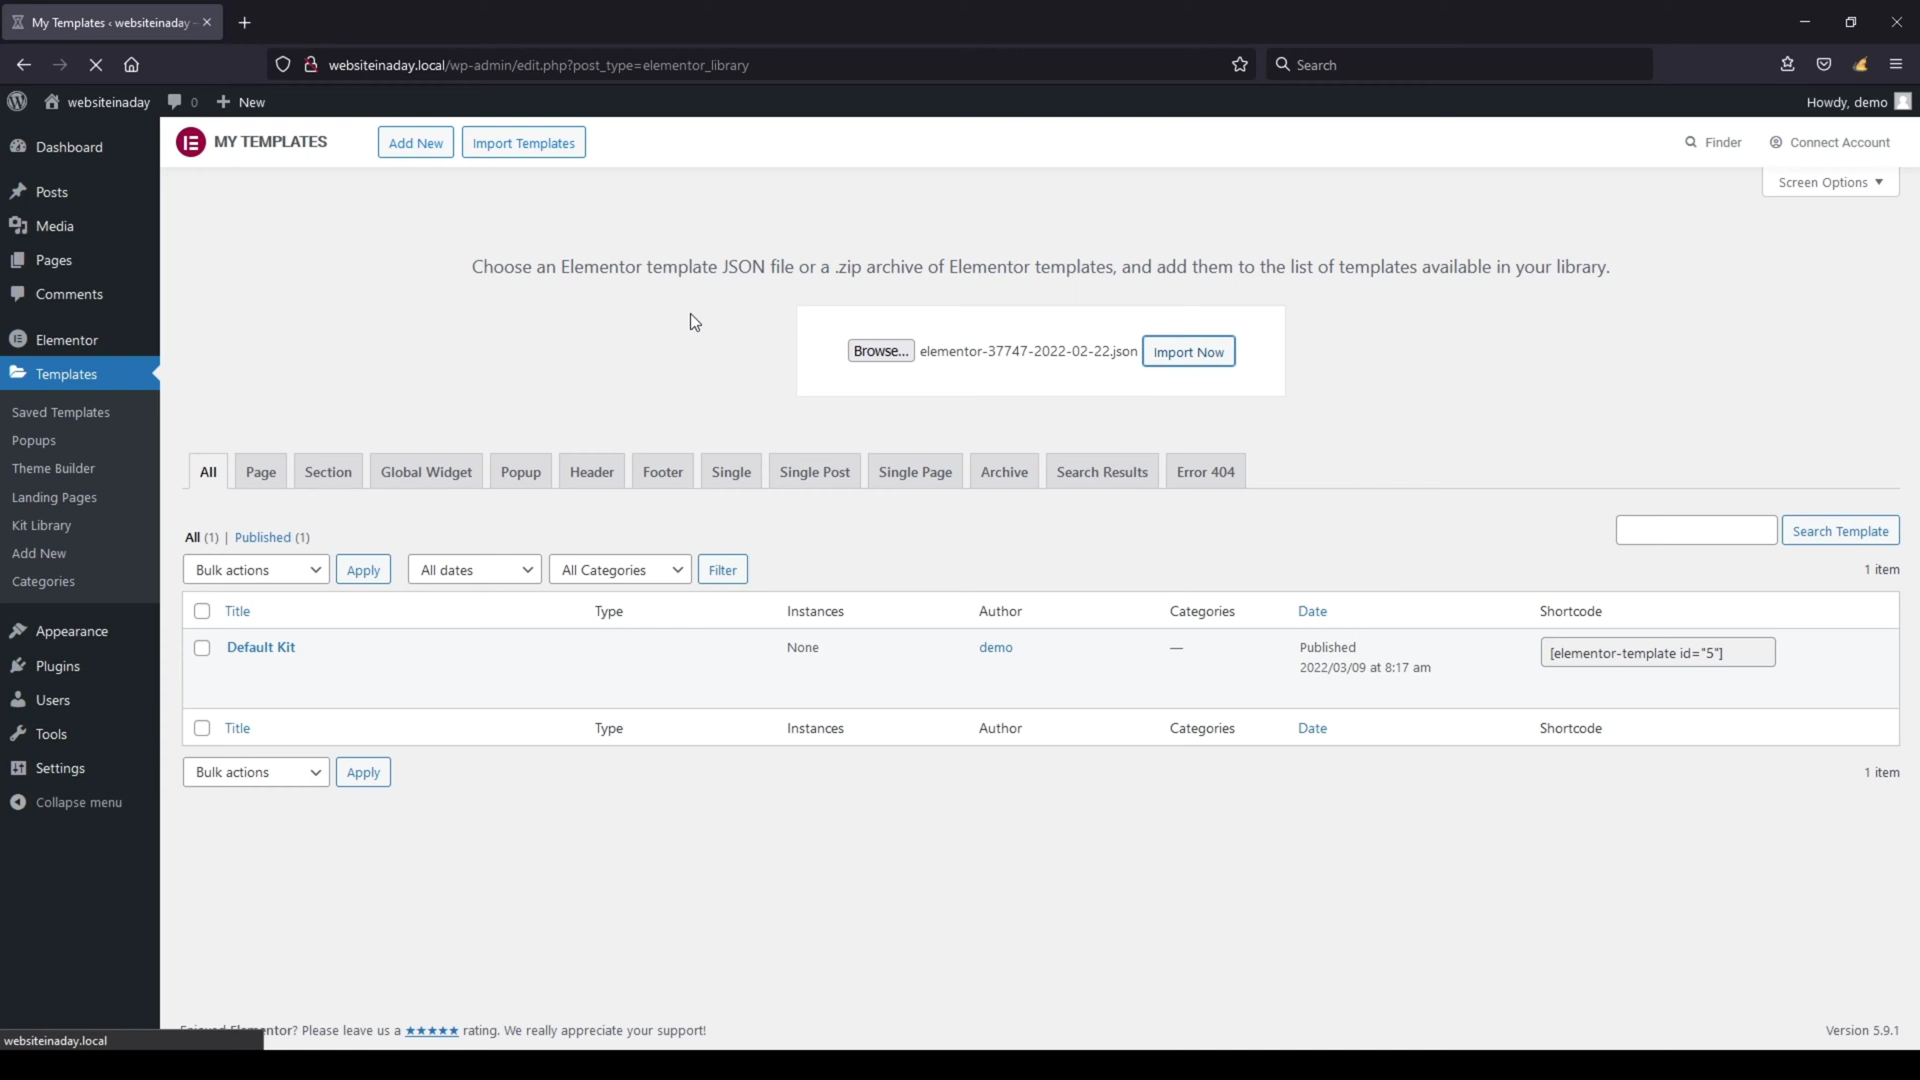 My Templates ‹ websiteinaday -
websiteinaday.local/wp-admin/edit.php?post_type=elementor_library
Search
websiteinaday
0
New
Howdy, demo
Dashboard
Posts
Media
Pages
Comments
Elementor
Templates
Saved Templates
Popups
Theme Builder
Landing Pages
Kit Library
Add New
Categories
Appearance
Plugins
Users
Tools
Settings
Collapse menu
MY TEMPLATES
Add New
Import Templates
Finder
Connect Account
Screen Options
Choose an Elementor template JSON file or a .zip archive of Elementor templates, and add them to the list of templates available in your library.
Browse... elementor-37747-2022-02-22.json Import Now
All Page Section Global Widget Popup Header Footer Single Single Post Single Page Archive Search Results Error 404
All (1) | Published (1)
Search Template
Bulk actions Apply All dates All Categories Filter
1 item
Title Type Instances Author Categories Date Shortcode
Default Kit None demo — Published [elementor-template id="5"]
2022/03/09 at 8:17 am
Title Type Instances Author Categories Date Shortcode
Bulk actions Apply
1 item
Enjoyed Elementor? Please leave us a ★★★★★ rating. We really appreciate your support!
Version 5.9.1
websiteinaday.local